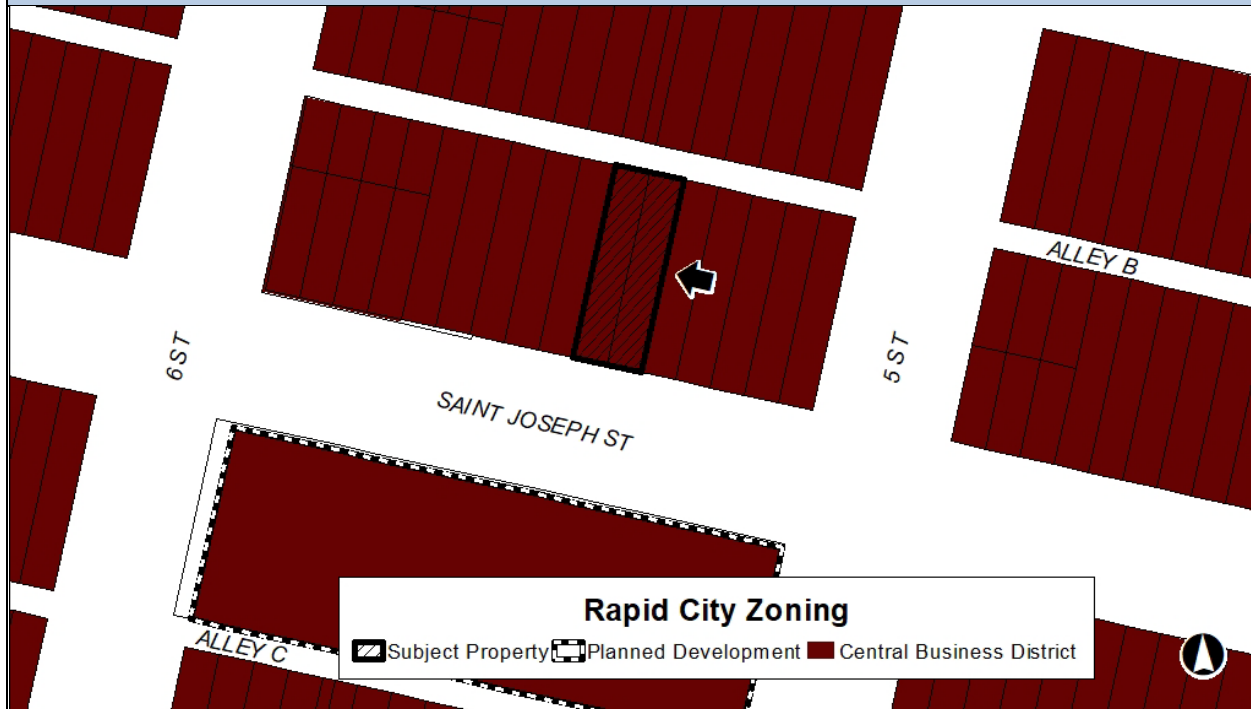 ALLEY B
6 ST
5 ST
SAINT JOSEPH ST
ALLEY C
Rapid City Zoning
Subject Property Planned Development Central Business District